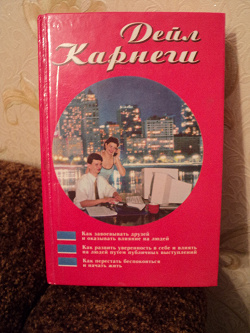 Дейл
Карнеги
Как завоевывать друзей
и оказывать влияние на людей
Как развить уверенность в себе и влиять
на людей путем публичных выступлений
Как перестать беспокоиться
и начать жить